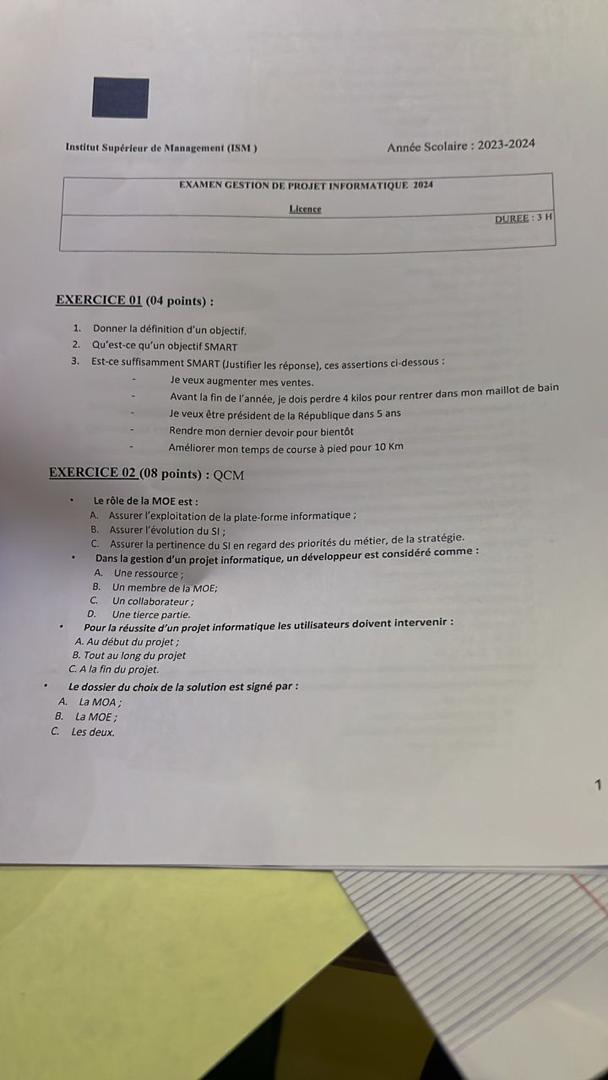 Institut Supérieur de Management (ISM )
Année Scolaire : 2023-2024
EXAMEN GESTION DE PROJET INFORMATIQUE 2024
Licence
DUREE : 3 H
EXERCICE 01 (04 points) :
1. Donner la définition d'un objectif.
2. Qu'est-ce qu'un objectif SMART
3. Est-ce suffisamment SMART (Justifier les réponse), ces assertions ci-dessous :
- Je veux augmenter mes ventes.
- Avant la fin de l'année, je dois perdre 4 kilos pour rentrer dans mon maillot de bain
- Je veux être président de la République dans 5 ans
- Rendre mon dernier devoir pour bientôt
- Améliorer mon temps de course à pied pour 10 Km
EXERCICE 02 (08 points) : QCM
• Le rôle de la MOE est :
A. Assurer l'exploitation de la plate-forme informatique ;
B. Assurer l'évolution du SI ;
C. Assurer la pertinence du SI en regard des priorités du métier, de la stratégie.
• Dans la gestion d'un projet informatique, un développeur est considéré comme :
A. Une ressource ;
B. Un membre de la MOE;
C. Un collaborateur ;
D. Une tierce partie.
• Pour la réussite d'un projet informatique les utilisateurs doivent intervenir :
A. Au début du projet ;
B. Tout au long du projet
C. A la fin du projet.
• Le dossier du choix de la solution est signé par :
A. La MOA ;
B. La MOE ;
C. Les deux.
1